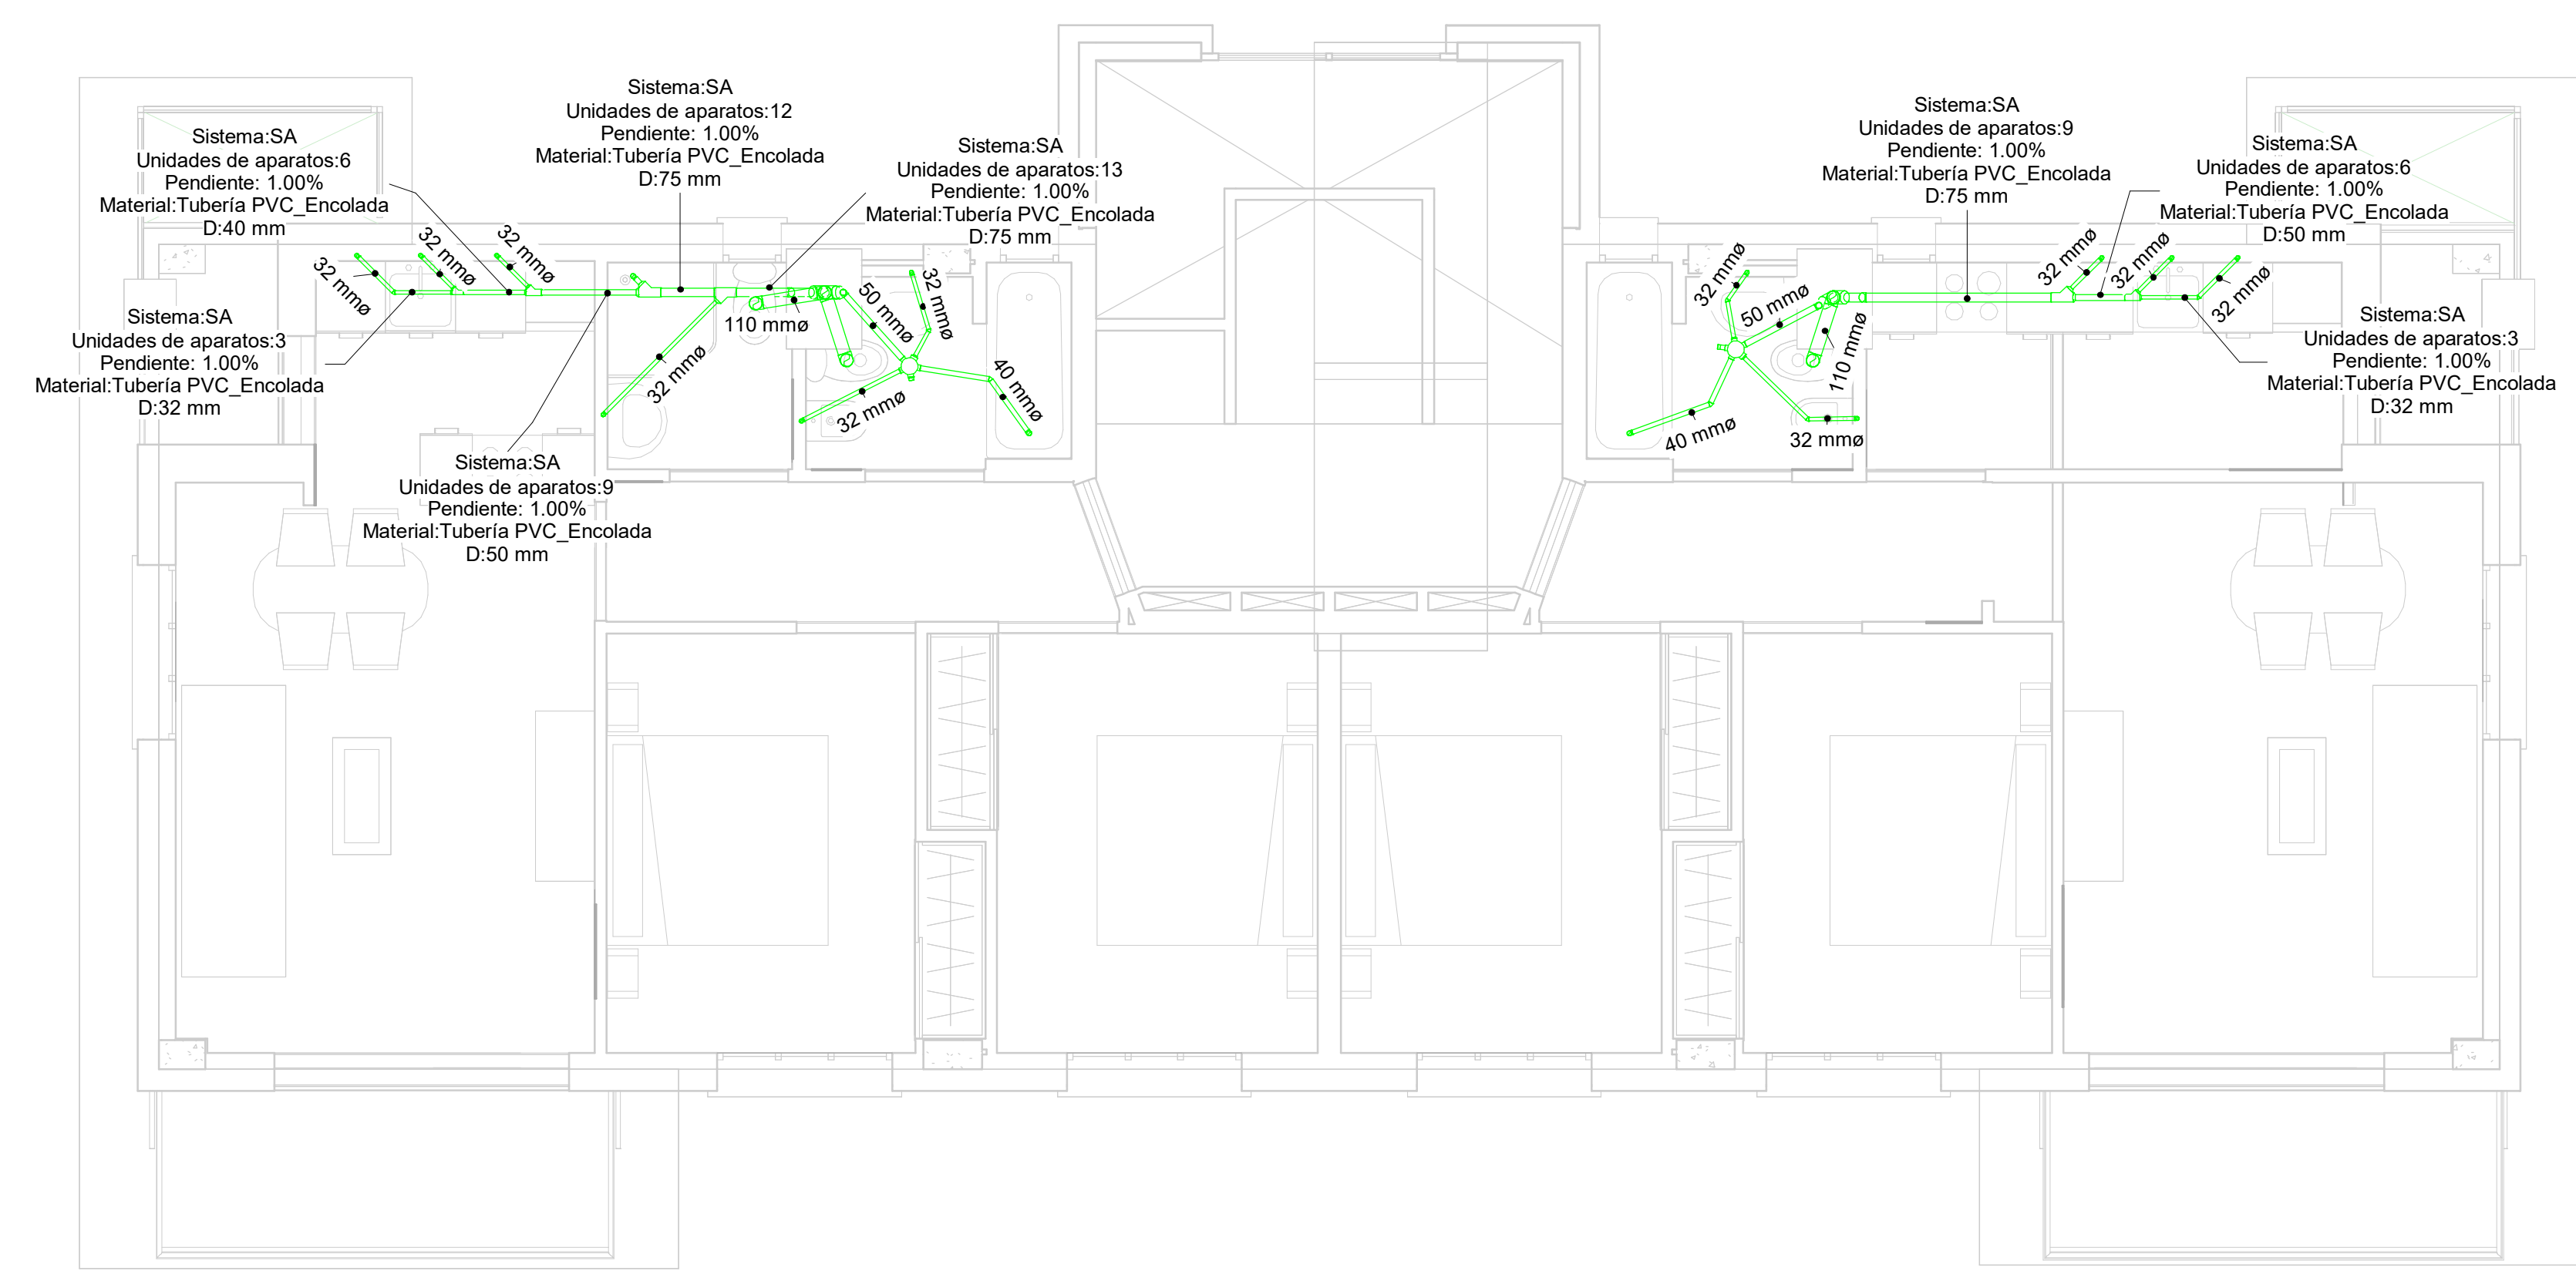 Sistema:SA
Unidades de aparatos:6
Pendiente: 1.00%
Material:Tubería PVC_Encolada
D:40 mm
Sistema:SA
Unidades de aparatos:12
Pendiente: 1.00%
Material:Tubería PVC_Encolada
D:75 mm
Sistema:SA
Unidades de aparatos:13
Pendiente: 1.00%
Material:Tubería PVC_Encolada
D:75 mm
Sistema:SA
Unidades de aparatos:9
Pendiente: 1.00%
Material:Tubería PVC_Encolada
D:75 mm
Sistema:SA
Unidades de aparatos:6
Pendiente: 1.00%
Material:Tubería PVC_Encolada
D:50 mm
32 mmø
32 mmø
32 mmø
Sistema:SA
Unidades de aparatos:3
Pendiente: 1.00%
Material:Tubería PVC_Encolada
D:32 mm
32 mmø
110 mmø
50 mmø
32 mmø
40 mmø
32 mmø
32 mmø
50 mmø
110 mmø
40 mmø
32 mmø
32 mmø
32 mmø
32 mmø
Sistema:SA
Unidades de aparatos:3
Pendiente: 1.00%
Material:Tubería PVC_Encolada
D:32 mm
Sistema:SA
Unidades de aparatos:9
Pendiente: 1.00%
Material:Tubería PVC_Encolada
D:50 mm